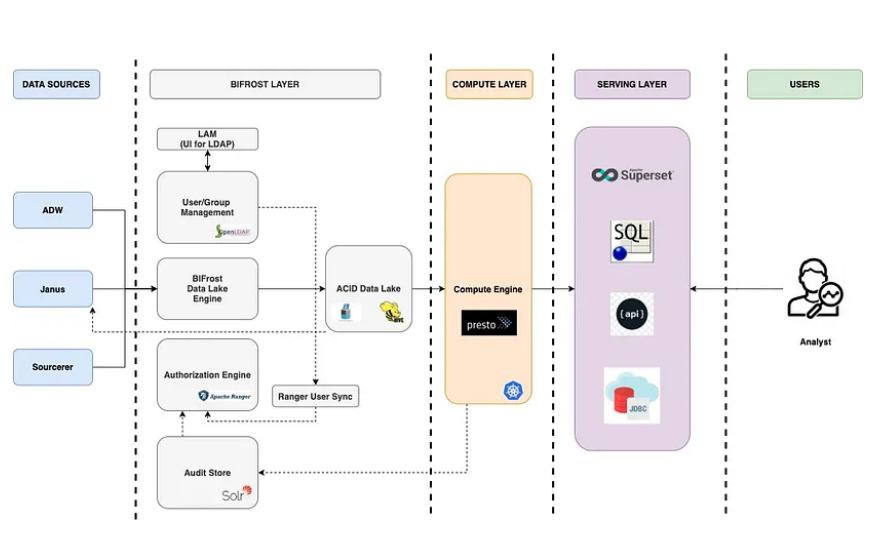 DATA SOURCES
BIFROST LAYER
COMPUTE LAYER
SERVING LAYER
USERS
LAM
(UI for LDAP)
User/Group
Management
OpenLDAP
ADW
Janus
Sourcerer
BIFrost
Data Lake
Engine
ACID Data Lake
HIVE
Authorization Engine
Apache Ranger
Ranger User Sync
Audit Store
Solr
Compute Engine
presto
Superset
SQL
{api}
JDBC
Analyst